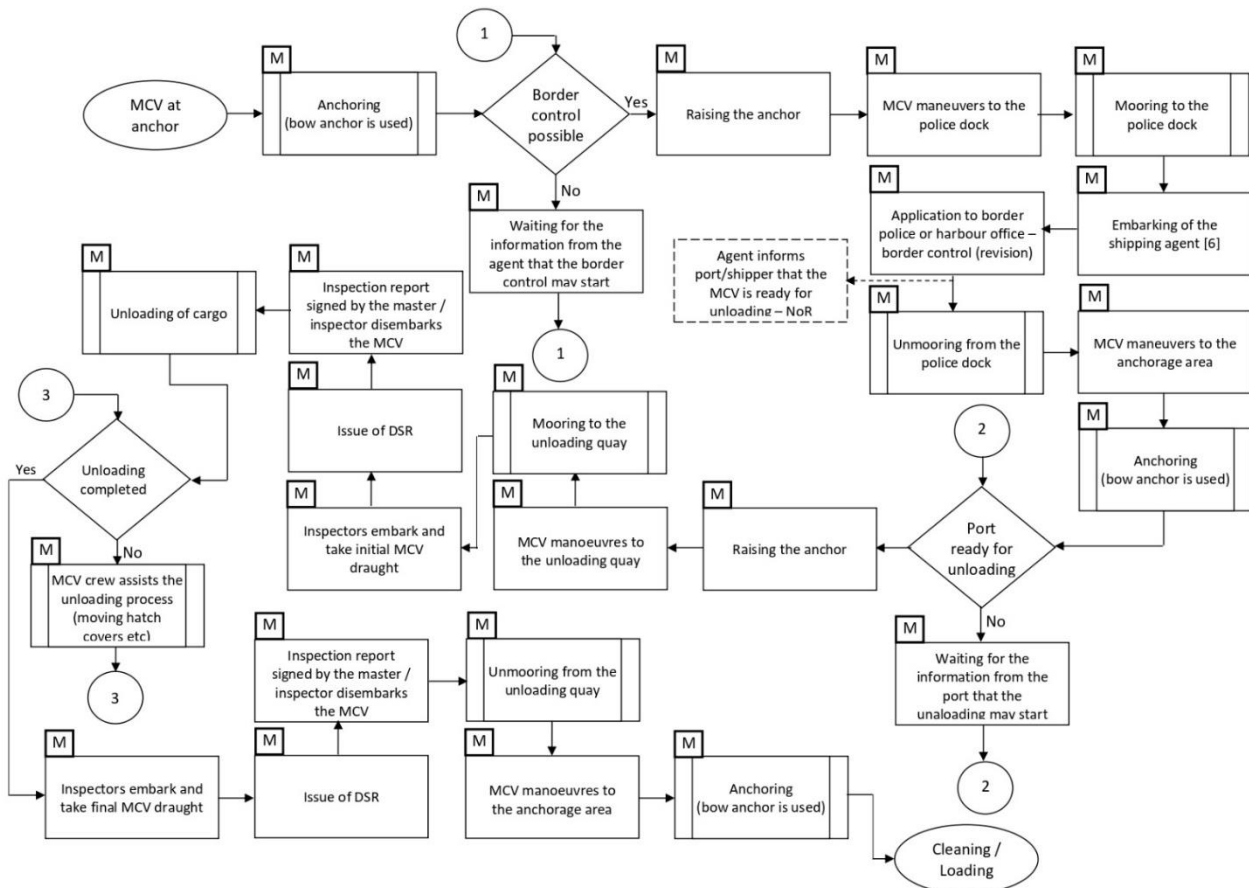 1
M
MCV at
anchor
M
Anchoring
(bow anchor is used)
Border
control
possible
Yes
No
M
Raising the anchor
M
MCV maneuvers to the
police dock
M
Mooring to the
police dock
M
Embarking of the
shipping agent [6]
M
Application to border
police or harbour office –
border control (revision)
Agent informs
port/shipper that the
MCV is ready for
unloading – NoR
M
Unmooring from the
police dock
M
MCV maneuvers to the
anchorage area
M
Anchoring
(bow anchor is used)
M
Waiting for the
information from the
agent that the border
control may start
1
2
M
Port
ready for
unloading
No
M
Waiting for the
information from the
port that the
unaloading may start
2
M
Raising the anchor
M
MCV manoeuvres to
the unloading quay
M
Mooring to the
unloading quay
M
Inspectors embark and
take initial MCV
draught
M
Issue of DSR
M
Inspection report
signed by the master /
inspector disembarks
the MCV
M
Unloading of cargo
3
M
Yes
Unloading
completed
No
M
MCV crew assists the
unloading process
(moving hatch
covers etc)
3
M
Inspectors embark and
take final MCV draught
M
Issue of DSR
M
Inspection report
signed by the master /
inspector disembarks
the MCV
M
Unmooring from the
unloading quay
M
MCV manoeuvres to
the anchorage area
M
Anchoring
(bow anchor is used)
Cleaning /
Loading